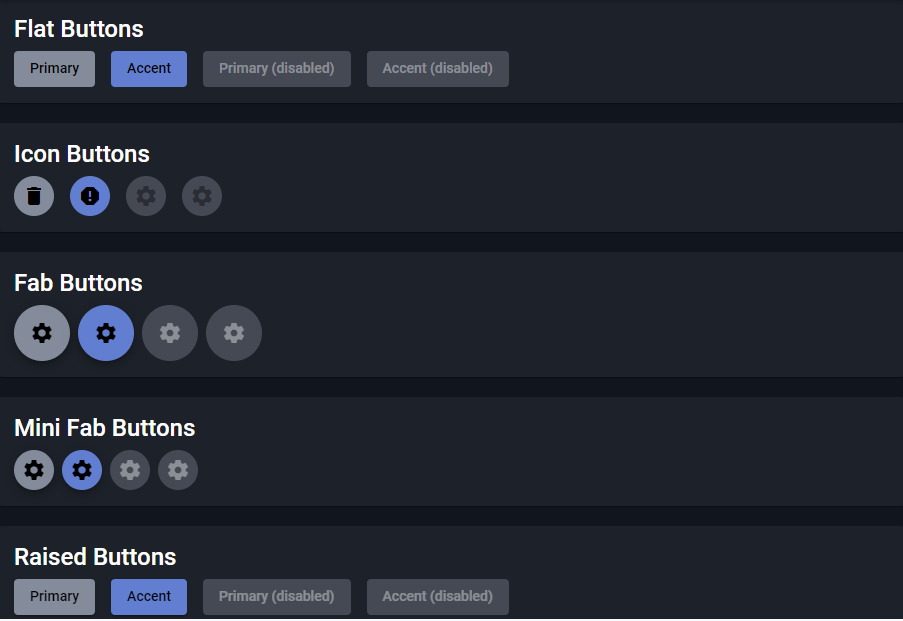 Flat Buttons
Primary Accent Primary (disabled) Accent (disabled)
Icon Buttons
Fab Buttons
Mini Fab Buttons
Raised Buttons
Primary Accent Primary (disabled) Accent (disabled)